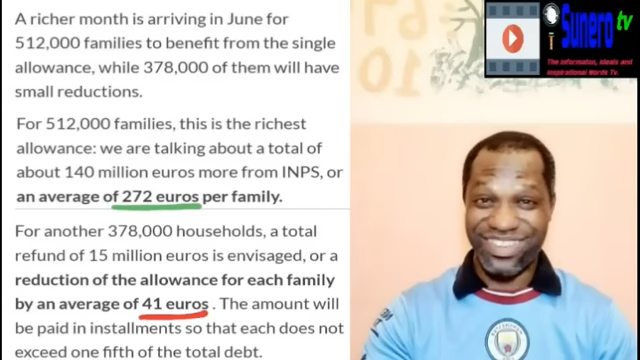 A richer month is arriving in June for
512,000 families to benefit from the single
allowance, while 378,000 of them will have
small reductions.
For 512,000 families, this is the richest
allowance: we are talking about a total of
about 140 million euros more from INPS, or
an average of 272 euros per family.
For another 378,000 households, a total
refund of 15 million euros is envisaged, or a
reduction of the allowance for each family
by an average of 41 euros . The amount will
be paid in installments so that each does not
exceed one fifth of the total debt.
Sunero tv
The Information, Ideals and
Inspirational Words Tv.
10